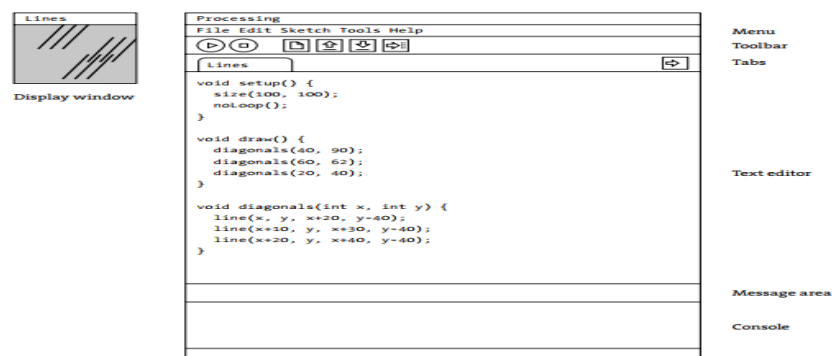 Lines
Display window
Processing
File Edit Sketch Tools Help
Lines
void setup() {
  size(100, 100);
  noLoop();
}

void draw() {
  diagonals(40, 90);
  diagonals(60, 62);
  diagonals(20, 40);
}

void diagonals(int x, int y) {
  line(x, y, x+20, y-40);
  line(x+10, y, x+30, y-40);
  line(x+20, y, x+40, y-40);
}
Menu
Toolbar
Tabs
Text editor
Message area
Console